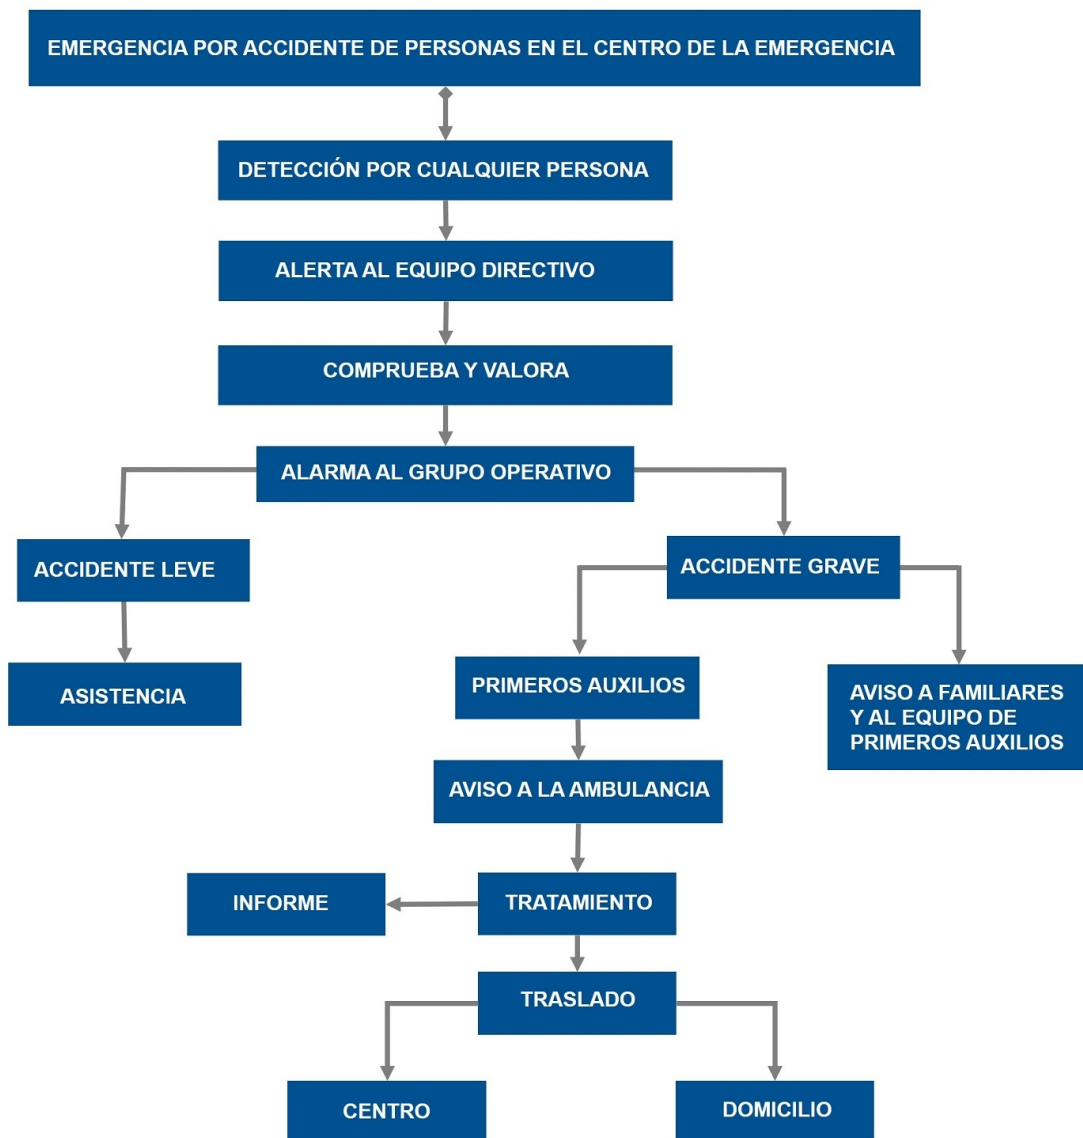 EMERGENCIA POR ACCIDENTE DE PERSONAS EN EL CENTRO DE LA EMERGENCIA
DETECCIÓN POR CUALQUIER PERSONA
ALERTA AL EQUIPO DIRECTIVO
COMPRUEBA Y VALORA
ALARMA AL GRUPO OPERATIVO
ACCIDENTE LEVE
ACCIDENTE GRAVE
ASISTENCIA
PRIMEROS AUXILIOS
AVISO A FAMILIARES
Y AL EQUIPO DE
PRIMEROS AUXILIOS
AVISO A LA AMBULANCIA
INFORME
TRATAMIENTO
TRASLADO
CENTRO
DOMICILIO